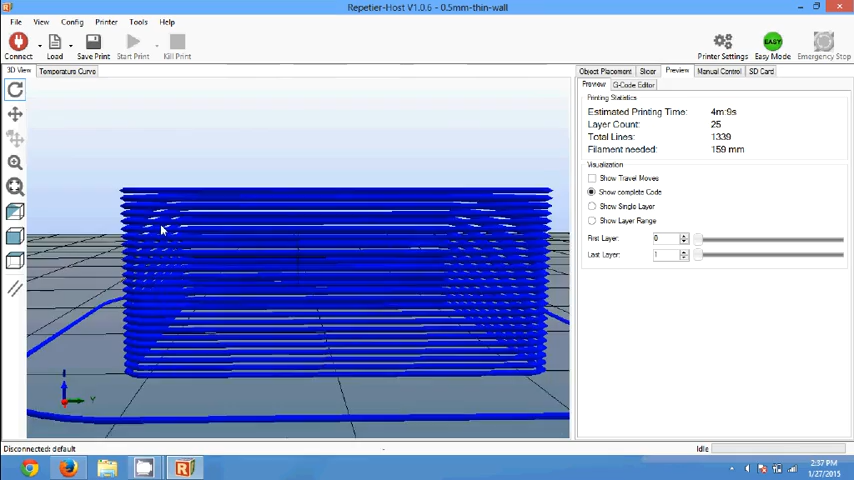 Repetier-Host V1.0.6 - 0.5mm-thin-wall
File View Config Printer Tools Help
Connect Load Save Print Start Print Kill Print Printer Settings Easy Mode Emergency Stop
EASY
3D View Temperature Curve
Object Placement Slicer Preview Manual Control SD Card
Preview G-Code Editor
Printing Statistics
Estimated Printing Time: 4m:9s
Layer Count: 25
Total Lines: 1339
Filament needed: 159 mm
Visualization
Show Travel Moves
Show complete Code
Show Single Layer
Show Layer Range
First Layer: 0
Last Layer: 1
Y
Disconnected: default - Idle
2:37 PM
1/27/2015